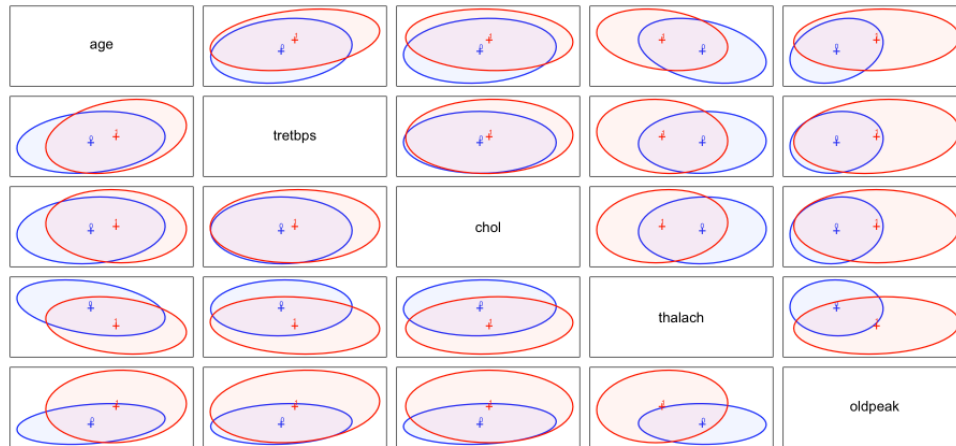 age
tretbps
chol
thalach
oldpeak